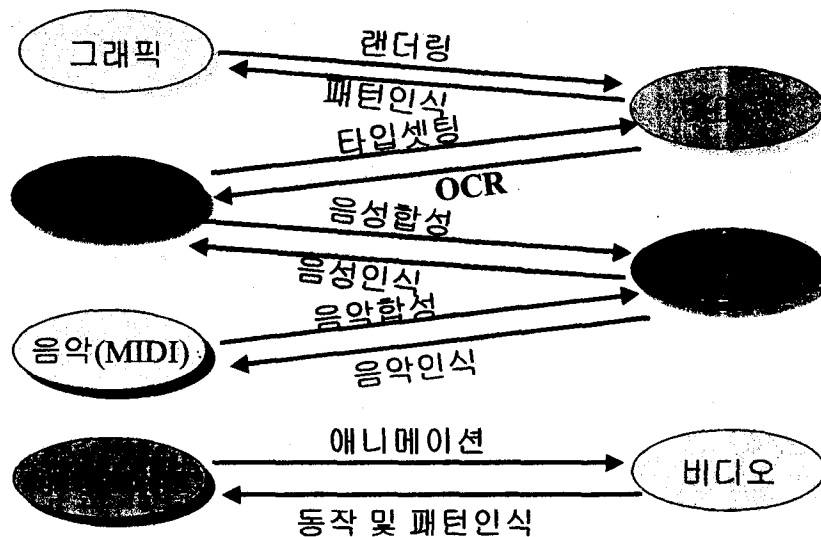 그래픽
랜더링
패턴인식
타입셋팅
OCR
음성합성
음성인식
음악합성
음악(MIDI)
음악인식
애니메이션
비디오
동작 및 패턴인식